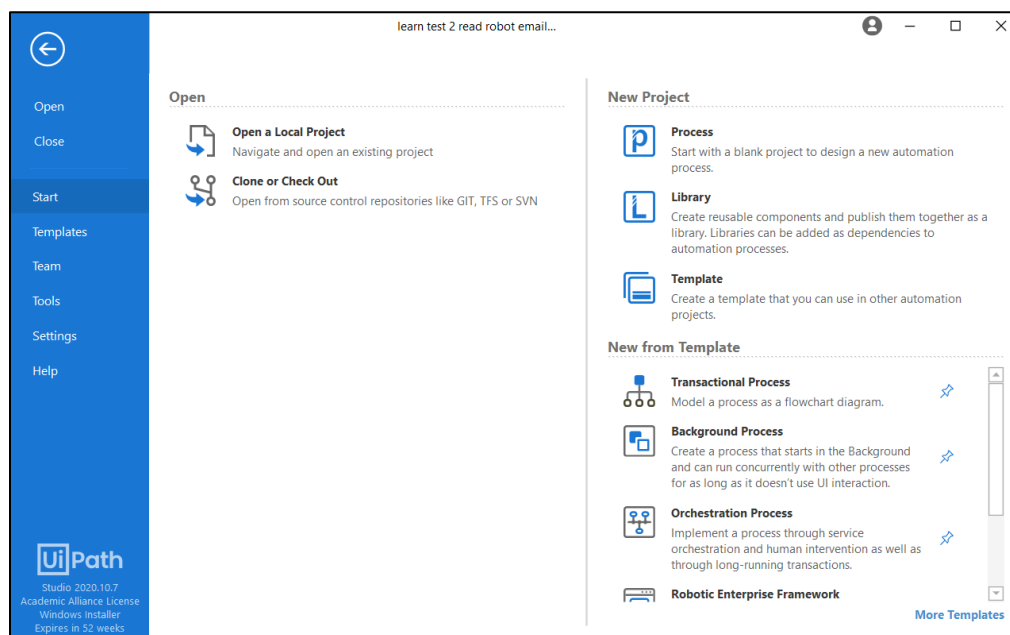 learn test 2 read robot email...
Open
Close
Start
Templates
Team
Tools
Settings
Help
UiPath
Studio 2020.10.7
Academic Alliance License
Windows Installer
Expires in 52 weeks
Open
Open a Local Project
Navigate and open an existing project
Clone or Check Out
Open from source control repositories like GIT, TFS or SVN
New Project
Process
Start with a blank project to design a new automation
process.
Library
Create reusable components and publish them together as a
library. Libraries can be added as dependencies to
automation processes.
Template
Create a template that you can use in other automation
projects.
New from Template
Transactional Process
Model a process as a flowchart diagram.
Background Process
Create a process that starts in the Background
and can run concurrently with other processes
for as long as it doesn't use UI interaction.
Orchestration Process
Implement a process through service
orchestration and human intervention as well as
through long-running transactions.
Robotic Enterprise Framework
More Templates